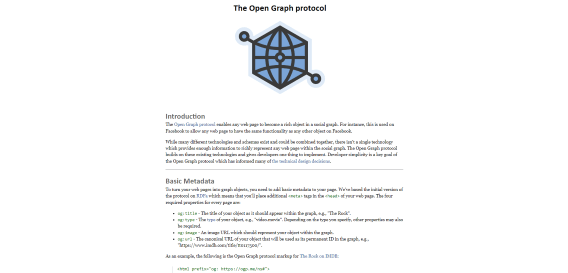 The Open Graph protocol
Introduction
The Open Graph protocol enables any web page to become a rich object in a social graph. For instance, this is used on
Facebook to allow any web page to have the same functionality as any other object on Facebook.
While many different technologies and schemas exist and could be combined together, there isn't a single technology
which provides enough information to richly represent any web page within the social graph. The Open Graph protocol
builds on these existing technologies and gives developers one thing to implement. Developer simplicity is a key goal of
the Open Graph protocol which has informed many of the technical design decisions.
Basic Metadata
To turn your web pages into graph objects, you need to add basic metadata to your page. We've based the initial version of
the protocol on RDFa which means that you'll place additional <meta> tags in the <head> of your web page. The four
required properties for every page are:
• og:title - The title of your object as it should appear within the graph, e.g., "The Rock".
• og:type - The type of your object, e.g., "video.movie". Depending on the type you specify, other properties may also
be required.
• og:image - An image URL which should represent your object within the graph.
• og:url - The canonical URL of your object that will be used as its permanent ID in the graph, e.g.,
"https://www.imdb.com/title/tt0117500/".
As an example, the following is the Open Graph protocol markup for The Rock on IMDB:
<html prefix="og: https://ogp.me/ns#">